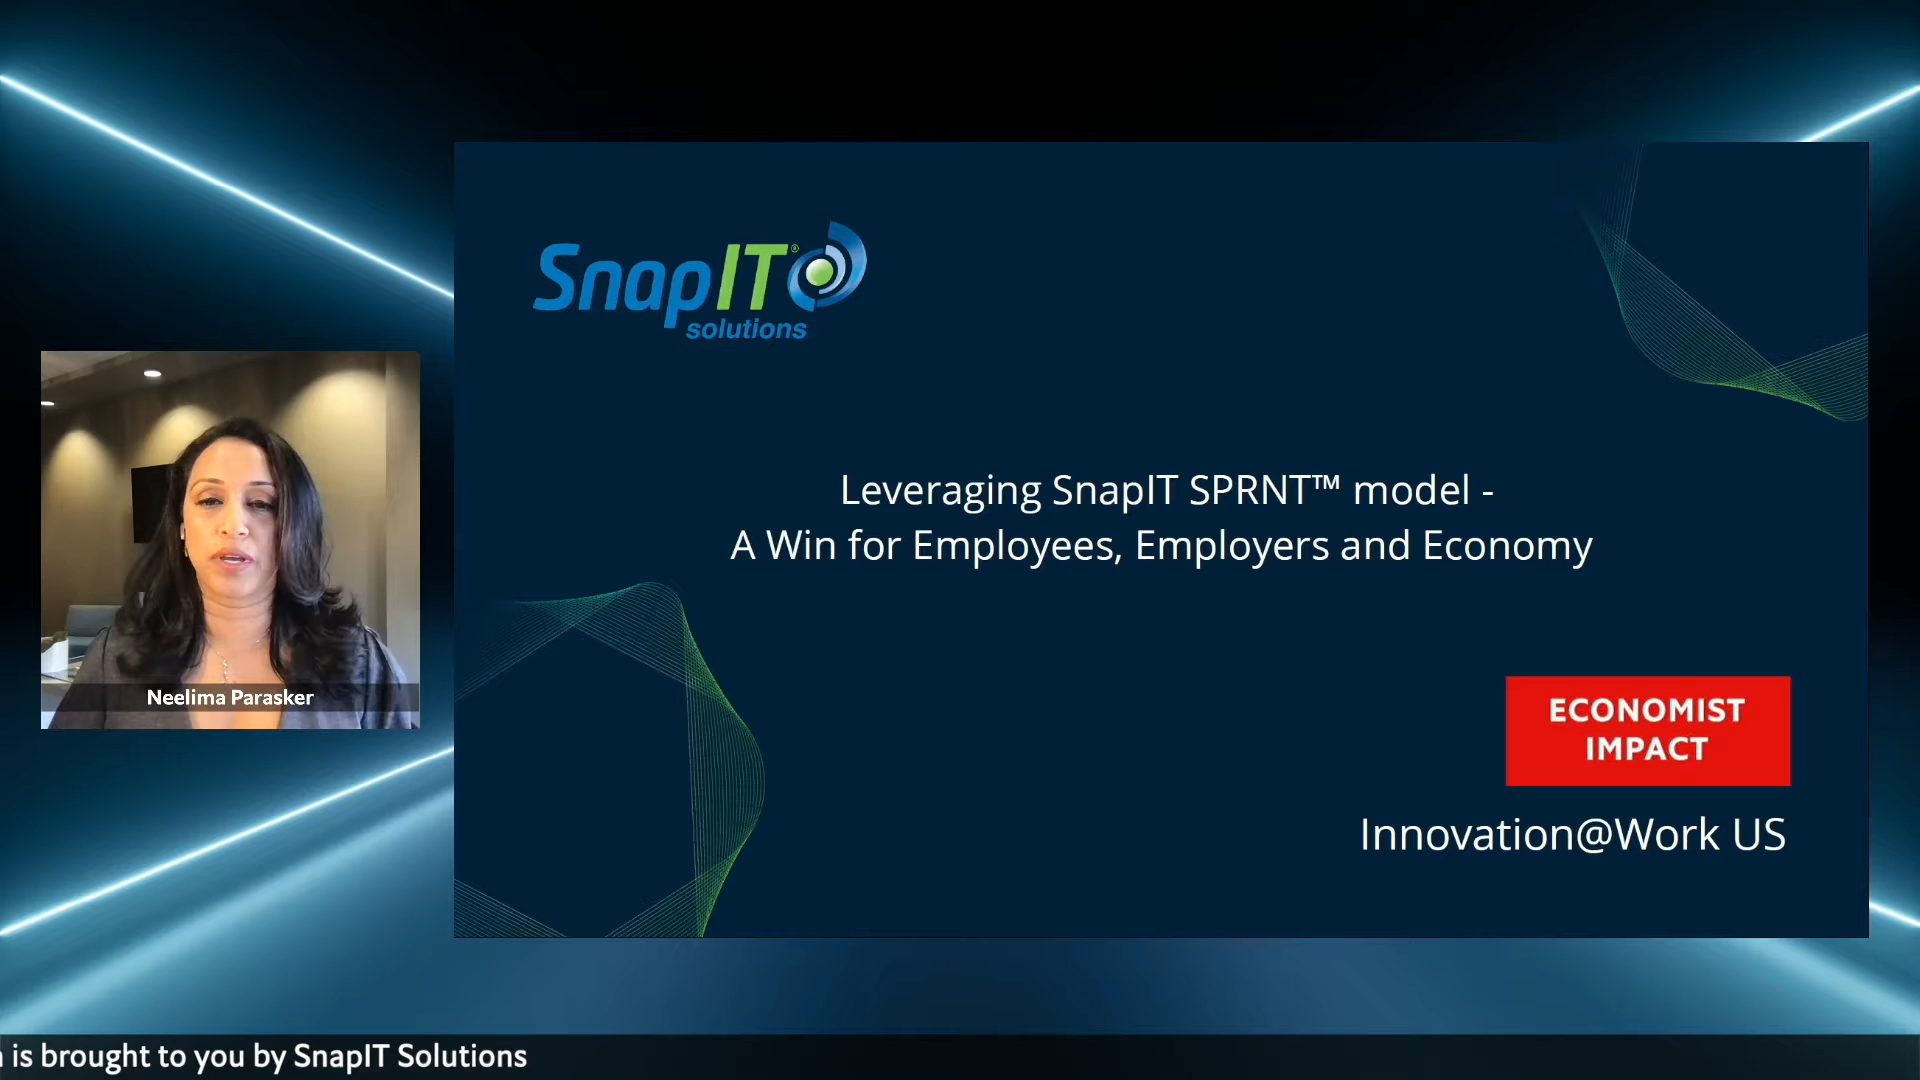 SnapIT®
solutions
Leveraging SnapIT SPRNT™ model -
A Win for Employees, Employers and Economy
Neelima Parasker
ECONOMIST
IMPACT
Innovation@Work US
is brought to you by SnapIT Solutions